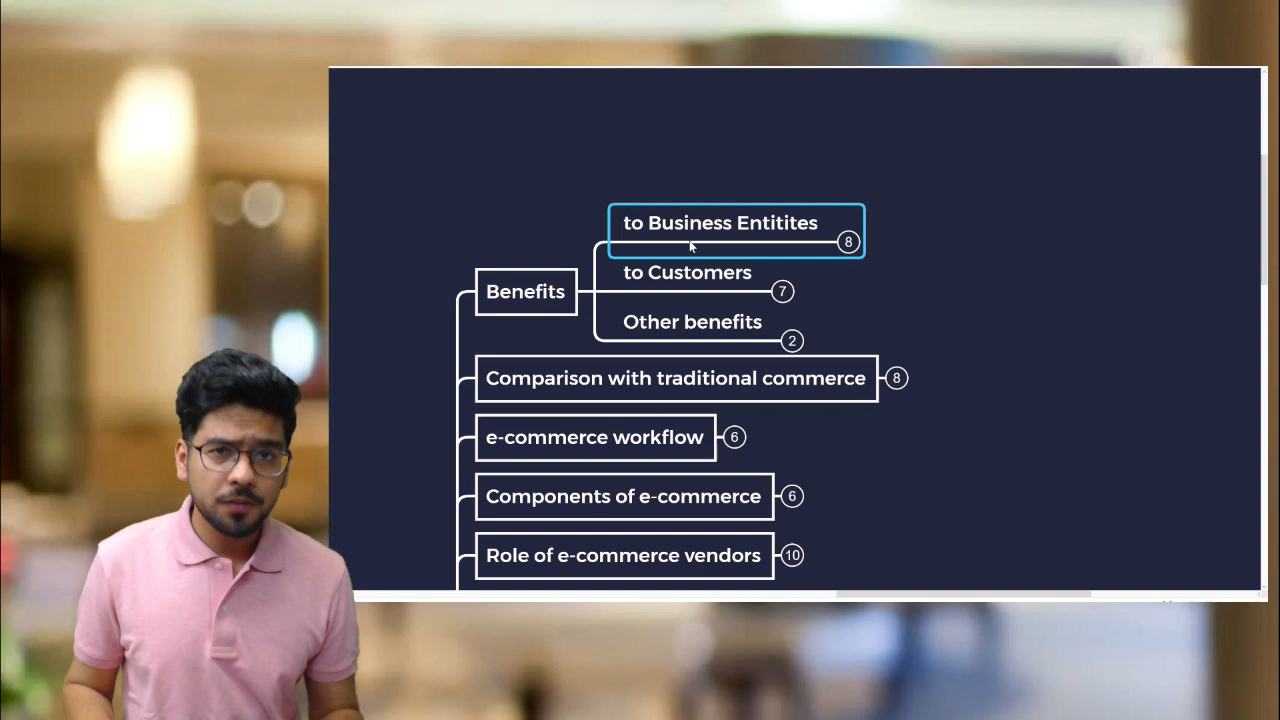 to Business Entitites
8
to Customers
7
Benefits
Other benefits
2
Comparison with traditional commerce 8
e-commerce workflow 6
Components of e-commerce 6
Role of e-commerce vendors 10